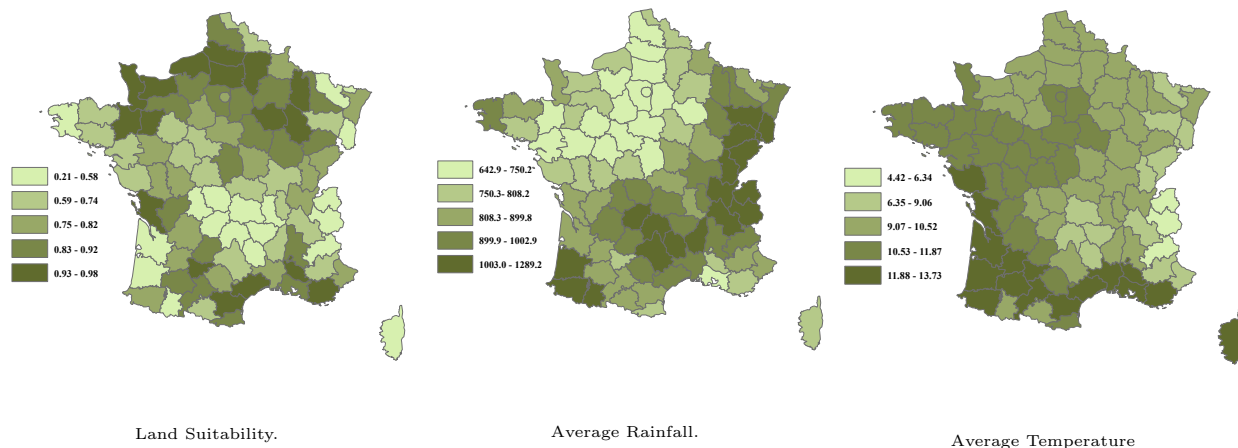 0.21 - 0.58
0.59 - 0.74
0.75 - 0.82
0.83 - 0.92
0.93 - 0.98
Land Suitability.
642.9 - 750.2
750.3- 808.2
808.3 - 899.8
899.9 - 1002.9
1003.0 - 1289.2
Average Rainfall.
4.42 - 6.34
6.35 - 9.06
9.07 - 10.52
10.53 - 11.87
11.88 - 13.73
Average Temperature